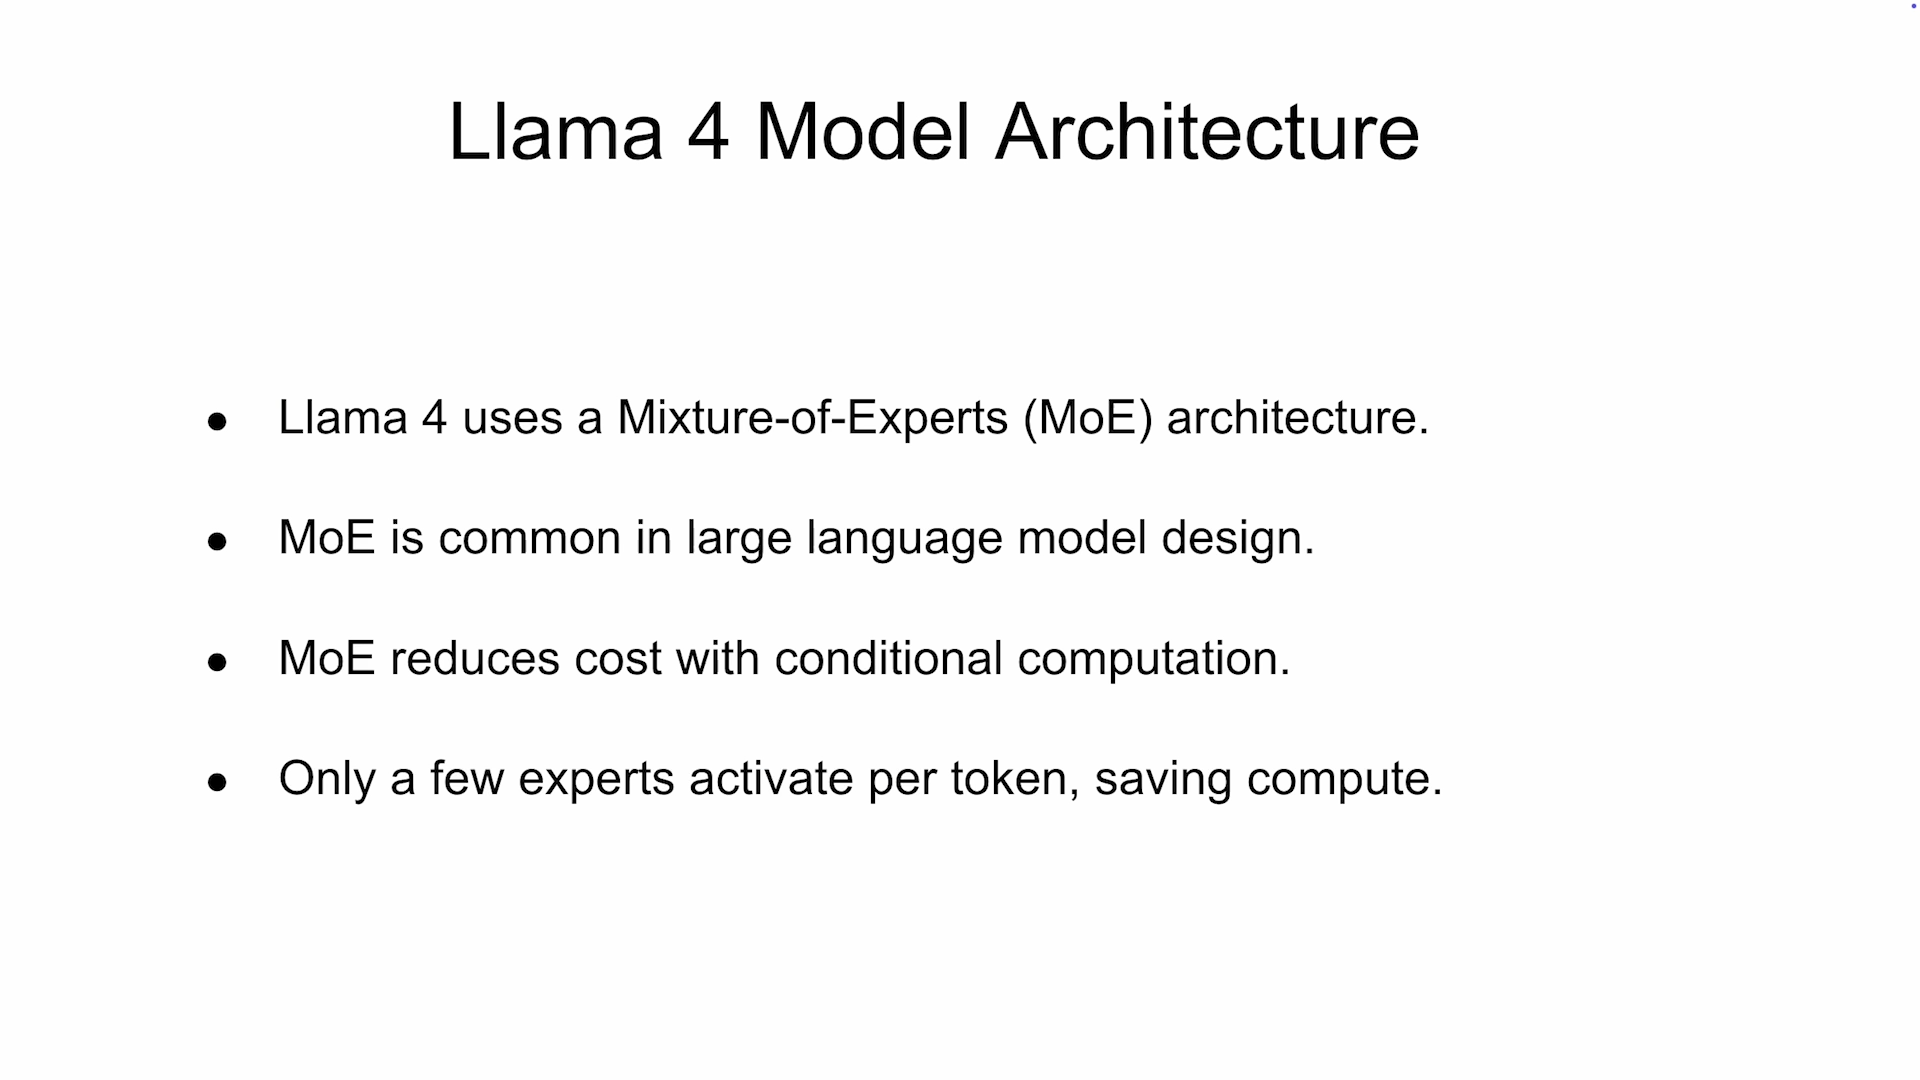 Llama 4 Model Architecture
● Llama 4 uses a Mixture-of-Experts (MoE) architecture.
● MoE is common in large language model design.
● MoE reduces cost with conditional computation.
● Only a few experts activate per token, saving compute.